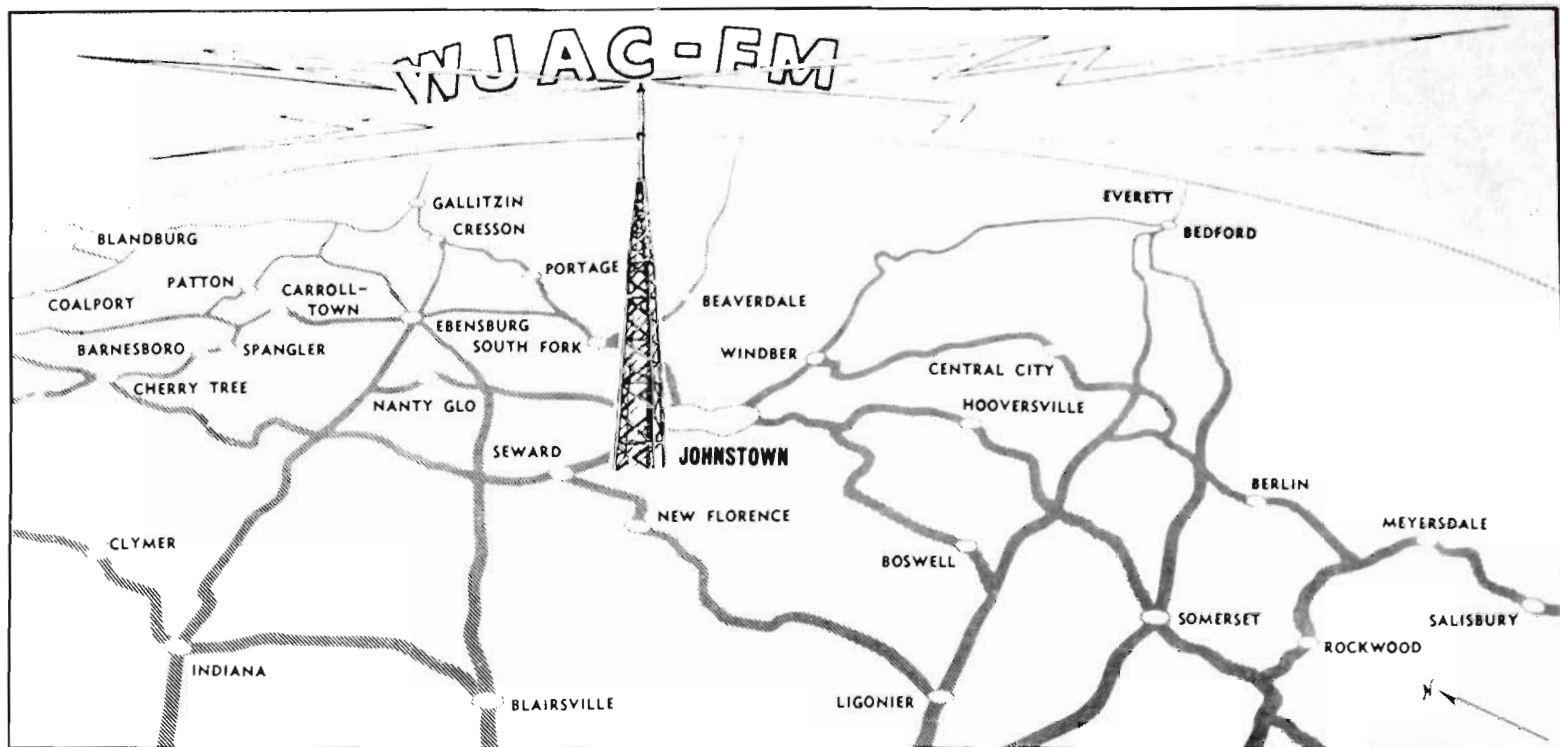 WJAC-FM
GALLITZIN
EVERETT
BLANDBURG
CRESSON
BEDFORD
PORTAGE
PATTON
CARROLL-
TOWN
COALPORT
BEAVERDALE
EBENSBURG
SOUTH FORK
BARNESBORO
SPANGLER
WINDBER
CENTRAL CITY
CHERRY TREE
NANTY GLO
HOOVERSVILLE
SEWARD
JOHNSTOWN
BERLIN
NEW FLORENCE
MEYERSDALE
CLYMER
BOSWELL
SOMERSET
SALISBURY
ROCKWOOD
INDIANA
BLAIRSVILLE
LIGONIER
N